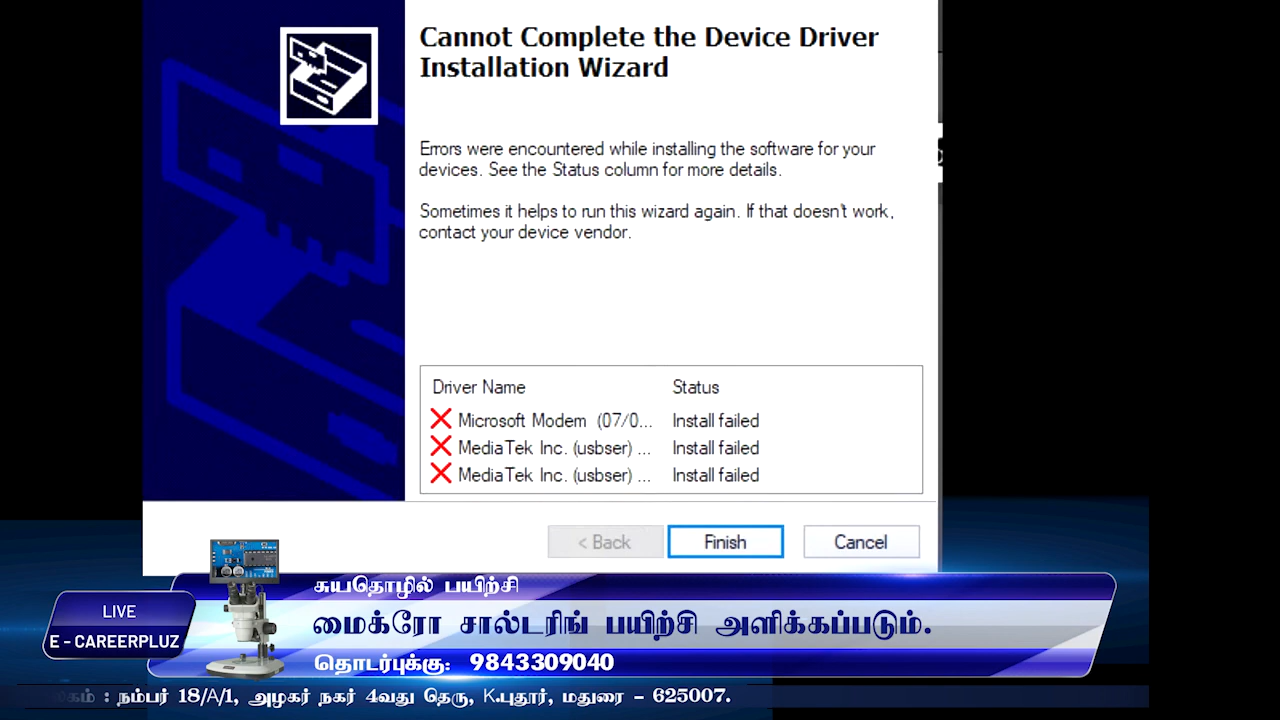 Cannot Complete the Device Driver
Installation Wizard
Errors were encountered while installing the software for your
devices. See the Status column for more details.
Sometimes it helps to run this wizard again. If that doesn't work,
contact your device vendor.
Driver Name Status
Microsoft Modem (07/0... Install failed
MediaTek Inc. (usbser) ... Install failed
MediaTek Inc. (usbser) ... Install failed
< Back Finish Cancel
சுயதொழில் பயிற்சி
LIVE
E - CAREERPLUZ
மைக்ரோ சால்டரிங் பயிற்சி அளிக்கப்படும்.
தொடர்புக்கு: 9843309040
: நம்பர் 18/A/1, அழகர் நகர் 4வது தெரு, K.புதூர், மதுரை - 625007.